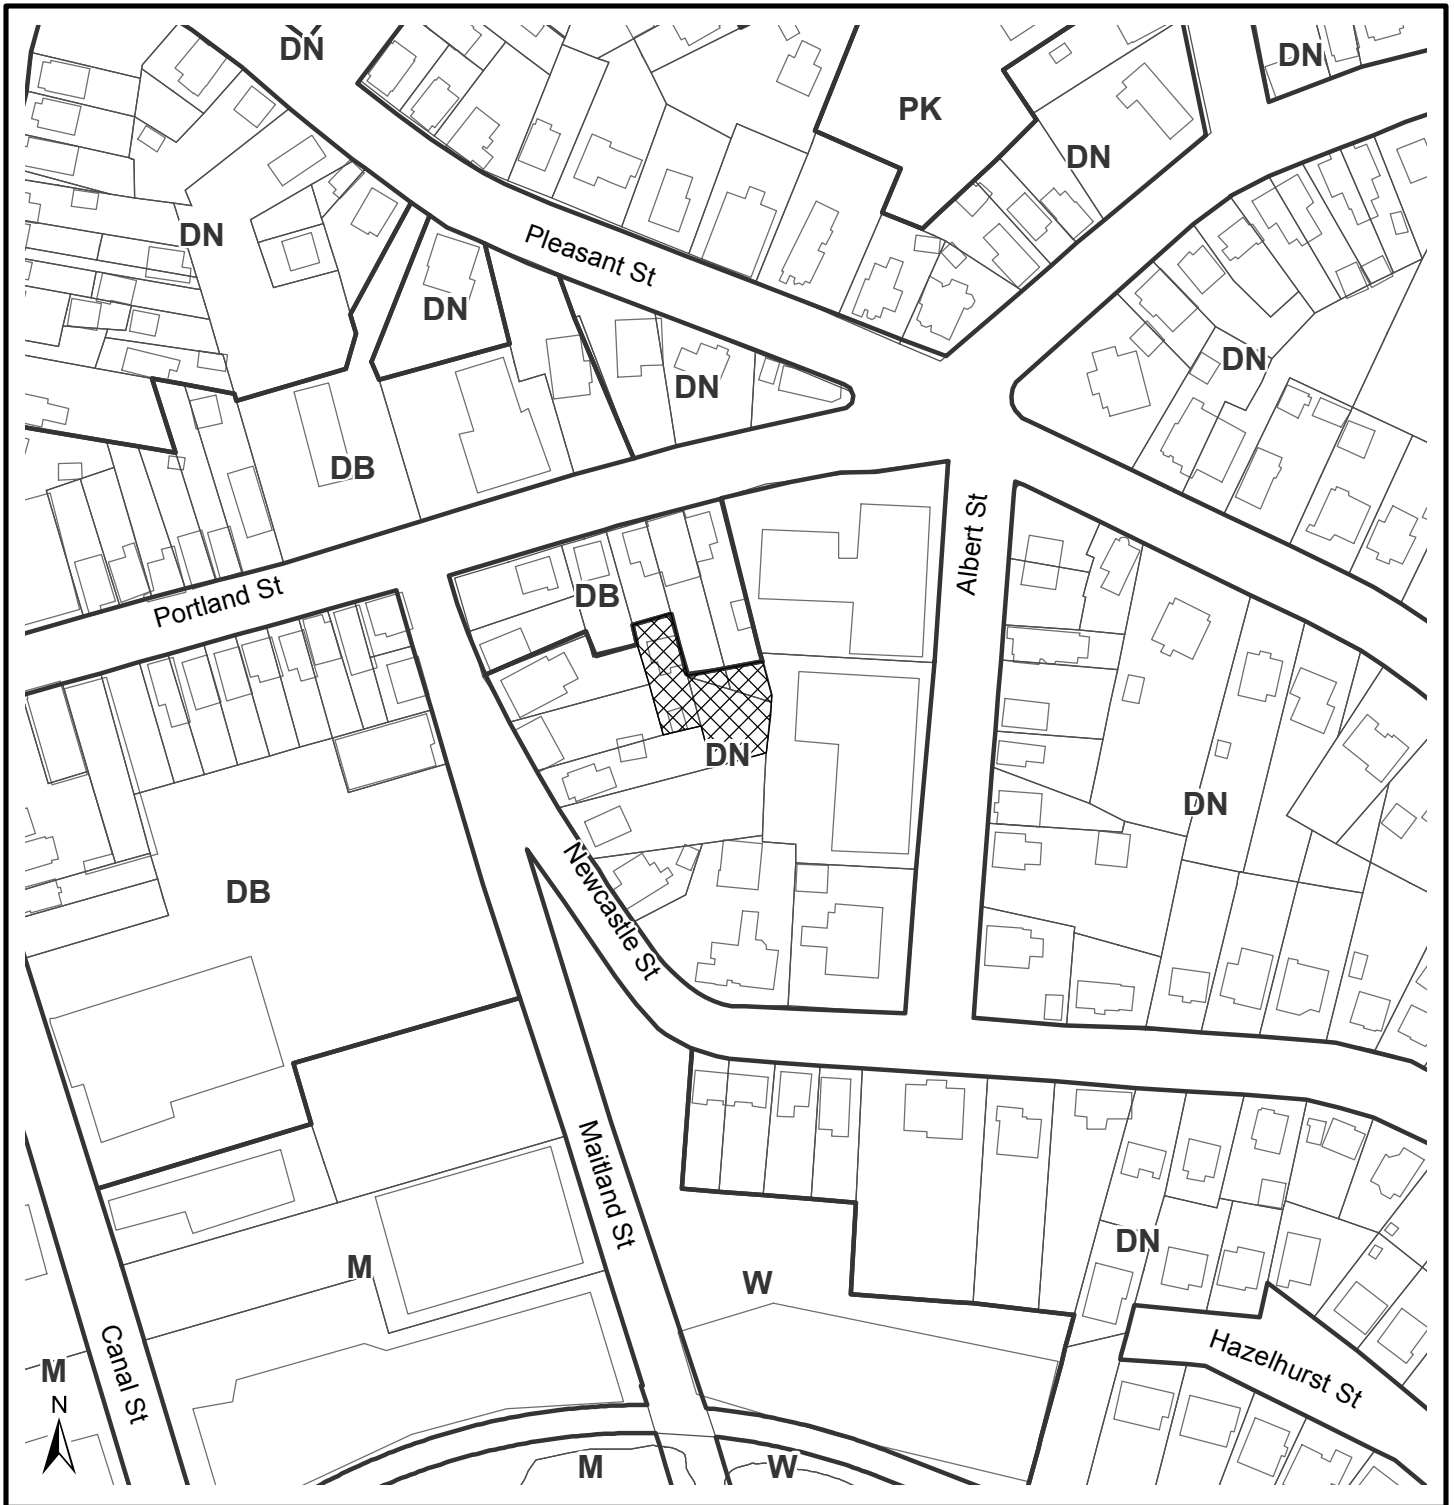 DN
DN
PK
DN
DN
Pleasant St
DN
DN
DN
DB
Albert St
Portland St
DB
DN
DN
DB
Newcastle St
Maitland St
DN
M
W
Canal St
Hazelhurst St
M
N
M
W